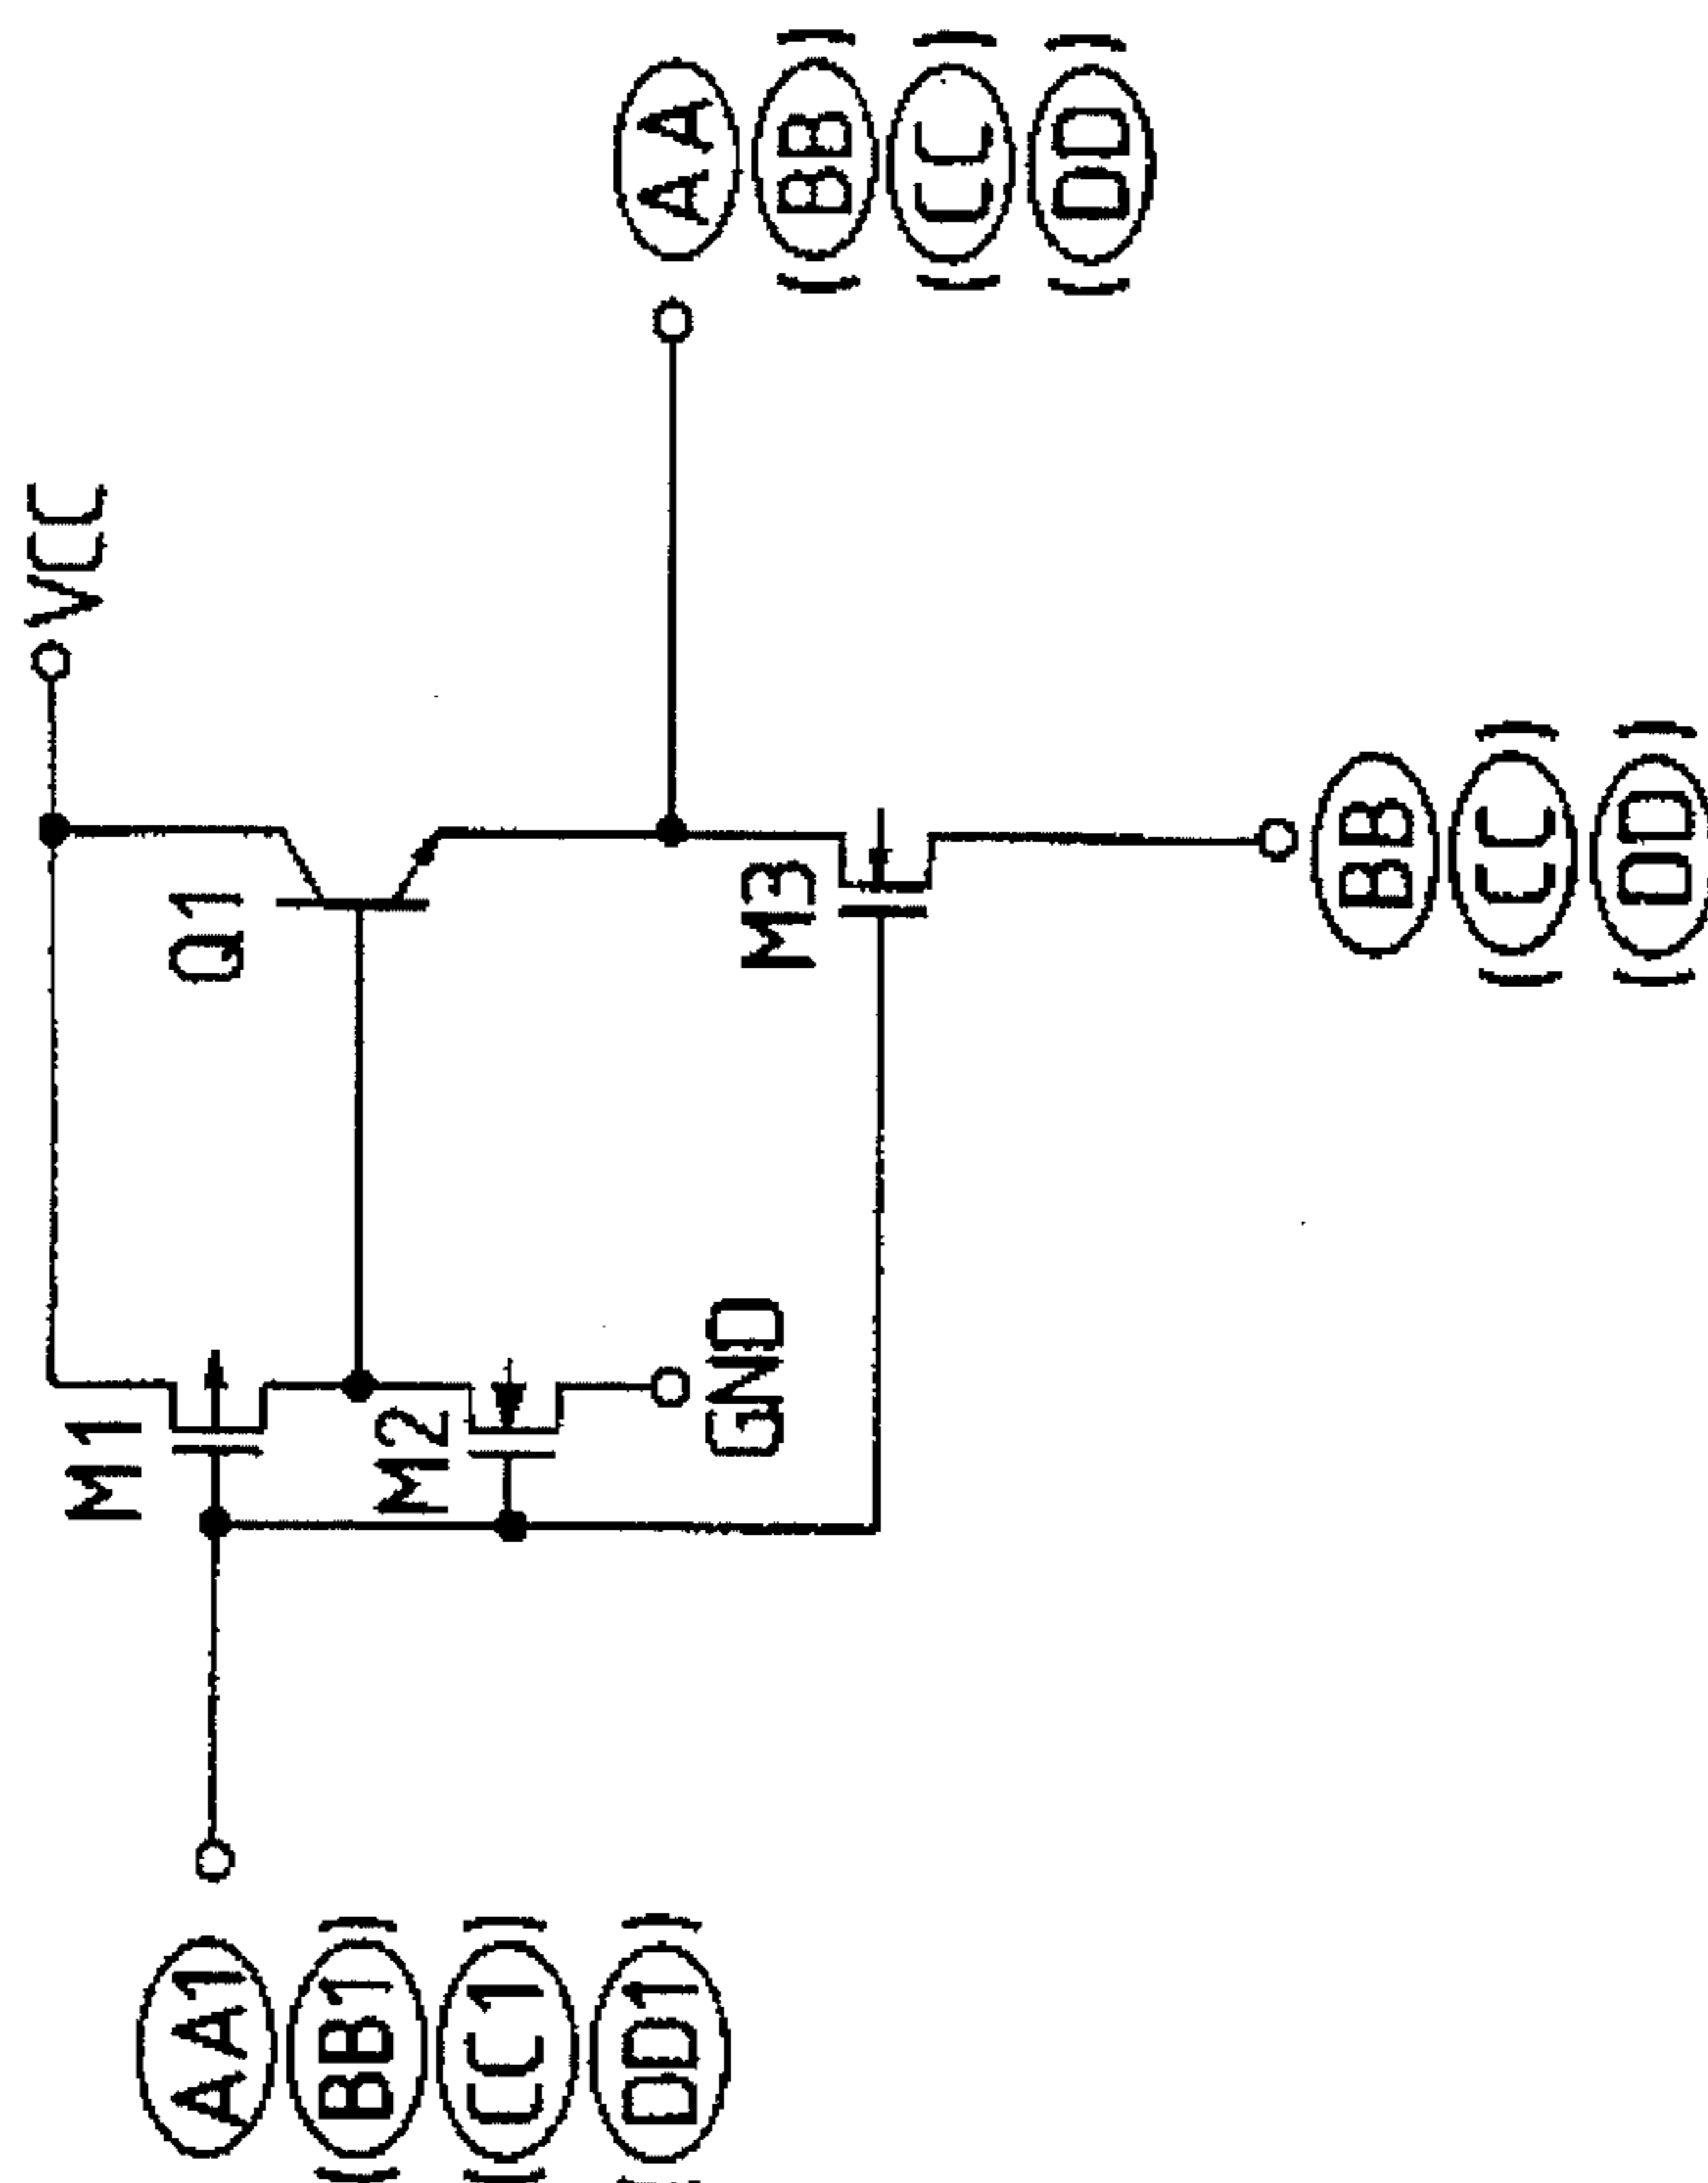 VCC
M1
Q1
AA1
(BB1)
(CC1)
(DD1)
M2
GND
M3
AA
(BB)
(CC)
(DD)
BB
(CC)
(DD)